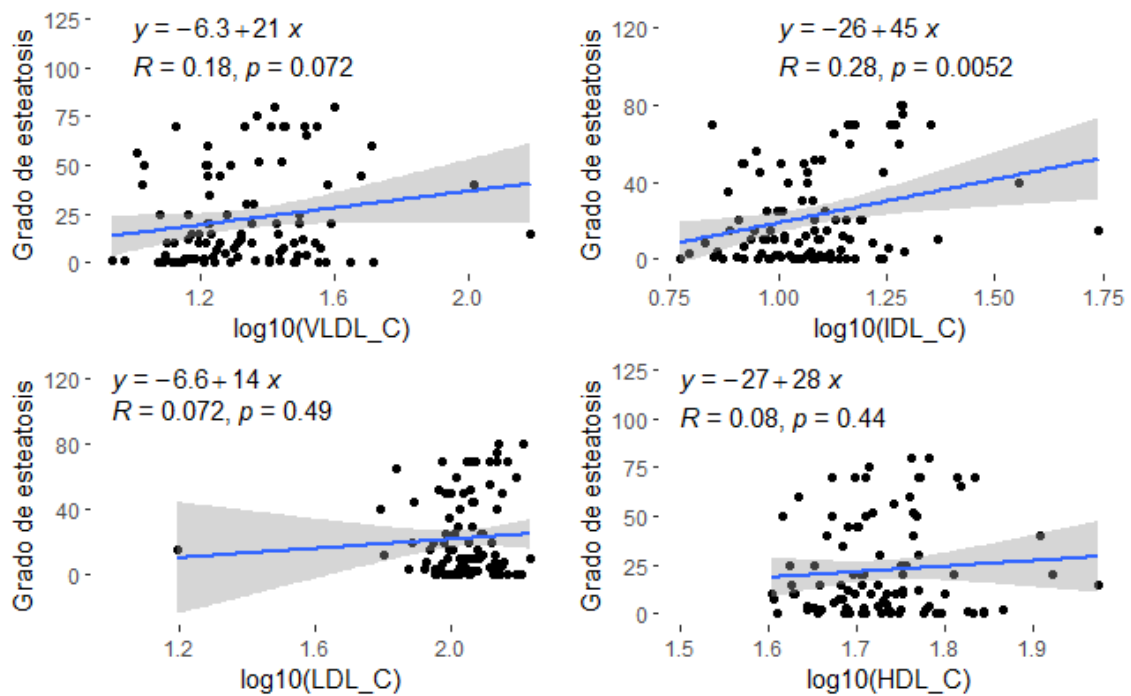 y = −6.3+21 x
R = 0.18, p = 0.072
Grado de esteatosis
125
100
75
50
25
0
1.2
1.6
2.0
log10(VLDL_C)
y = −26+45 x
R = 0.28, p = 0.0052
Grado de esteatosis
120
80
40
0
0.75
1.00
1.25
1.50
1.75
log10(IDL_C)
y = −6.6+14 x
R = 0.072, p = 0.49
Grado de esteatosis
120
80
40
0
1.2
1.6
2.0
log10(LDL_C)
y = −27+28 x
R = 0.08, p = 0.44
Grado de esteatosis
125
100
75
50
25
0
1.5
1.6
1.7
1.8
1.9
log10(HDL_C)